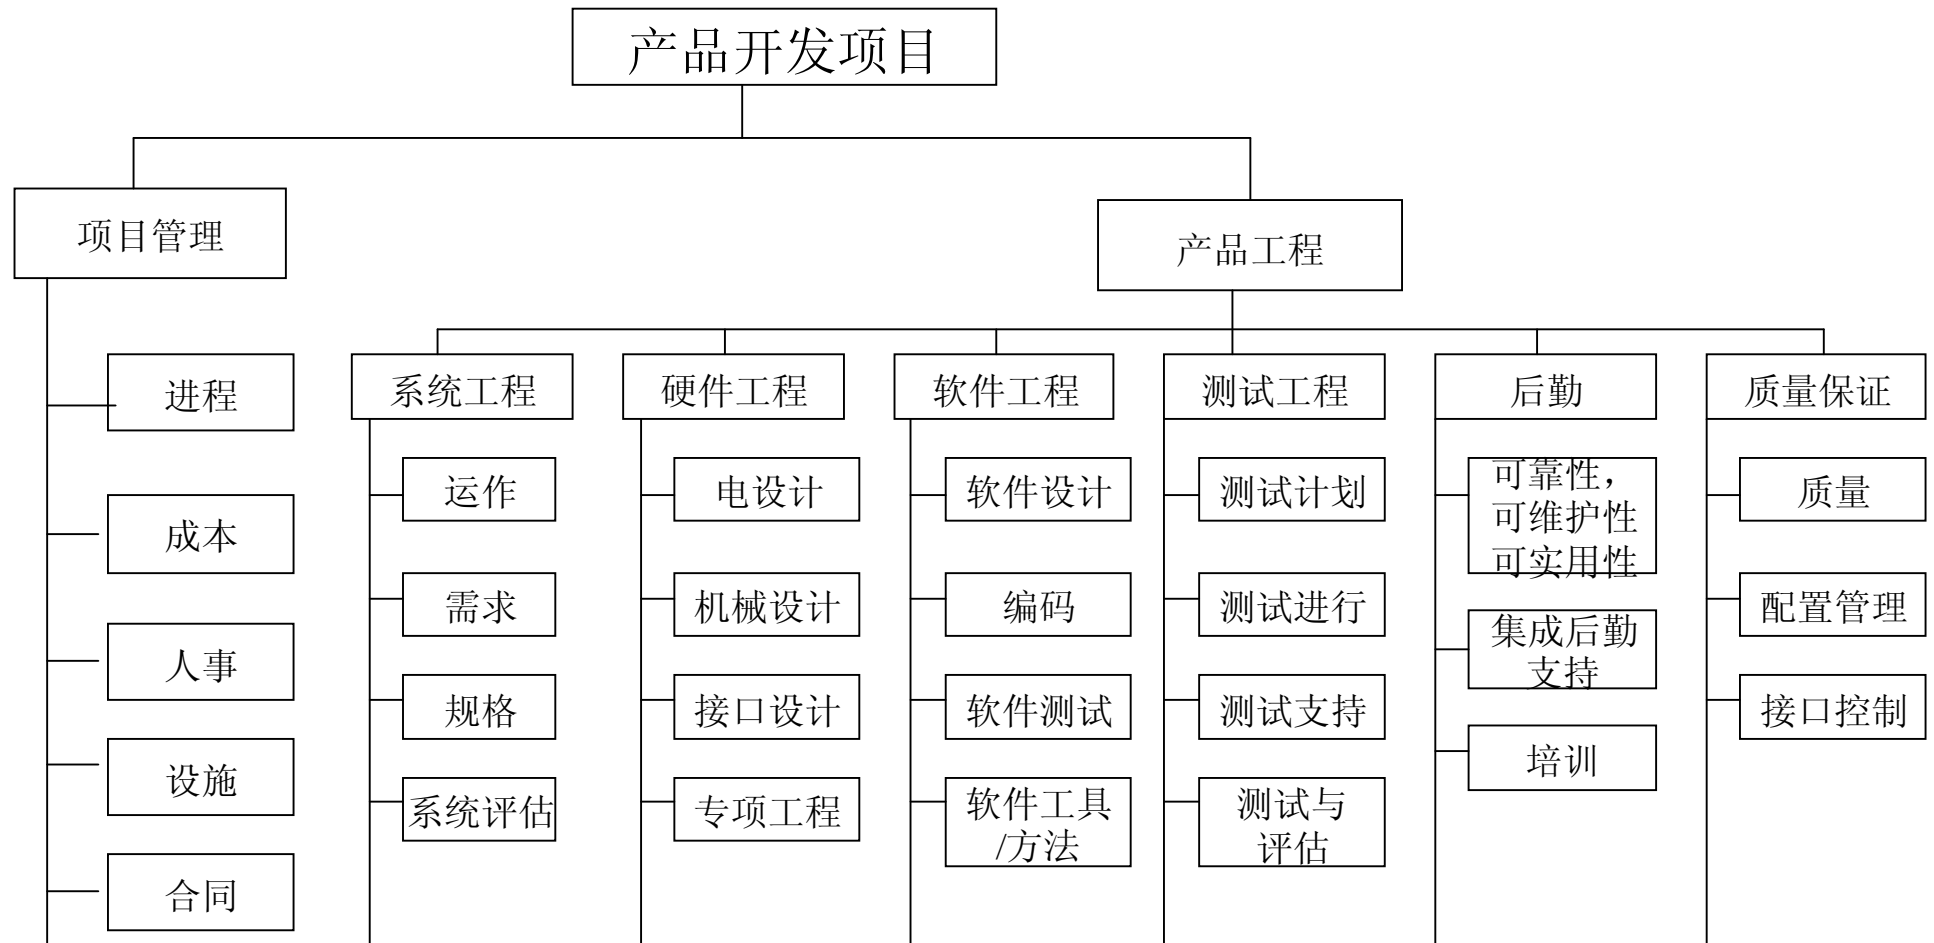 产品开发项目
项目管理
产品工程
进程
成本
人事
设施
合同
系统工程
运作
需求
规格
系统评估
硬件工程
电设计
机械设计
接口设计
专项工程
软件工程
软件设计
编码
软件测试
软件工具
/方法
测试工程
测试计划
测试进行
测试支持
测试与
评估
后勤
可靠性，
可维护性
可实用性
集成后勤
支持
培训
质量保证
质量
配置管理
接口控制